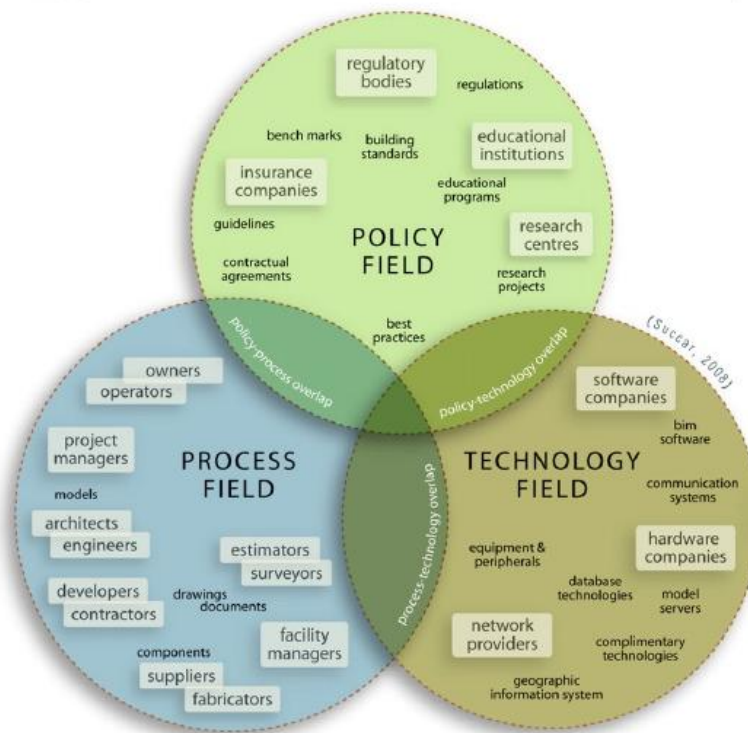 regulatory
bodies
regulations
bench marks
building
standards
educational
institutions
insurance
companies
educational
programs
guidelines
research
centres
POLICY
FIELD
contractual
agreements
research
projects
best
practices
policy-process overlap
policy-technology overlap
(Succar, 2008)
owners
operators
project
managers
PROCESS
FIELD
models
architects
engineers
estimators
surveyors
developers
contractors
drawings
documents
components
facility
managers
suppliers
fabricators
process-technology overlap
software
companies
bim
software
TECHNOLOGY
FIELD
communication
systems
equipment &
peripherals
hardware
companies
database
technologies
model
servers
network
providers
complimentary
technologies
geographic
information system